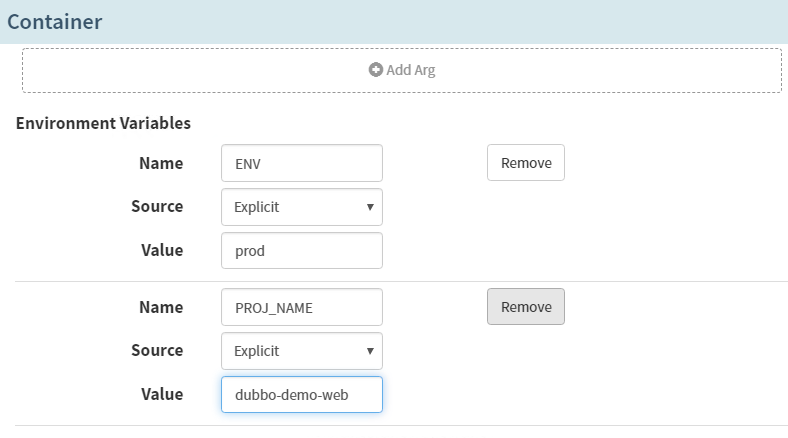 Container
Add Arg
Environment Variables
Name ENV Remove
Source Explicit
Value prod
Name PROJ_NAME Remove
Source Explicit
Value dubbo-demo-web